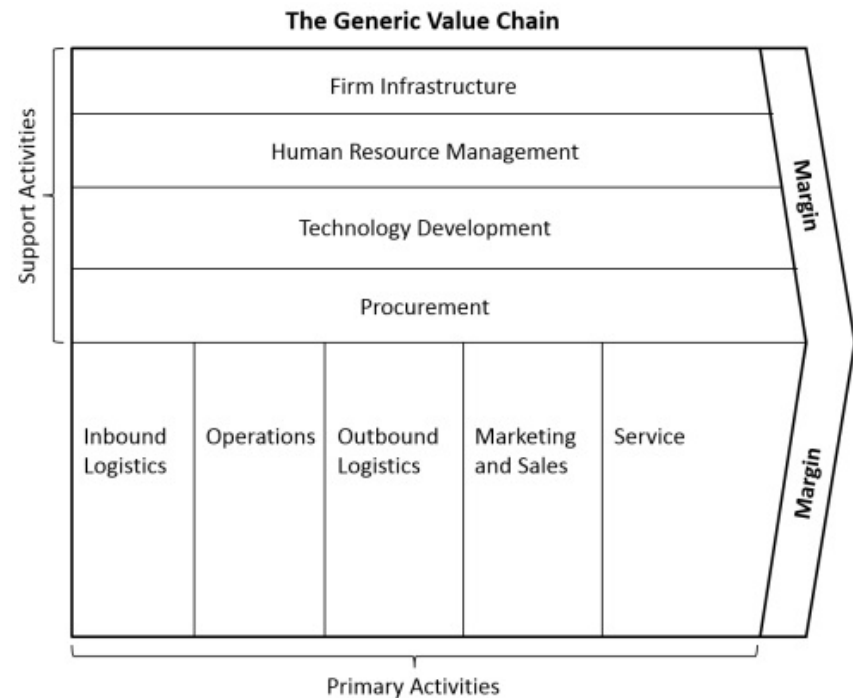 The Generic Value Chain
Support Activities
Firm Infrastructure
Human Resource Management
Technology Development
Procurement
Margin
Inbound
Logistics
Operations
Outbound
Logistics
Marketing
and Sales
Service
Margin
Primary Activities